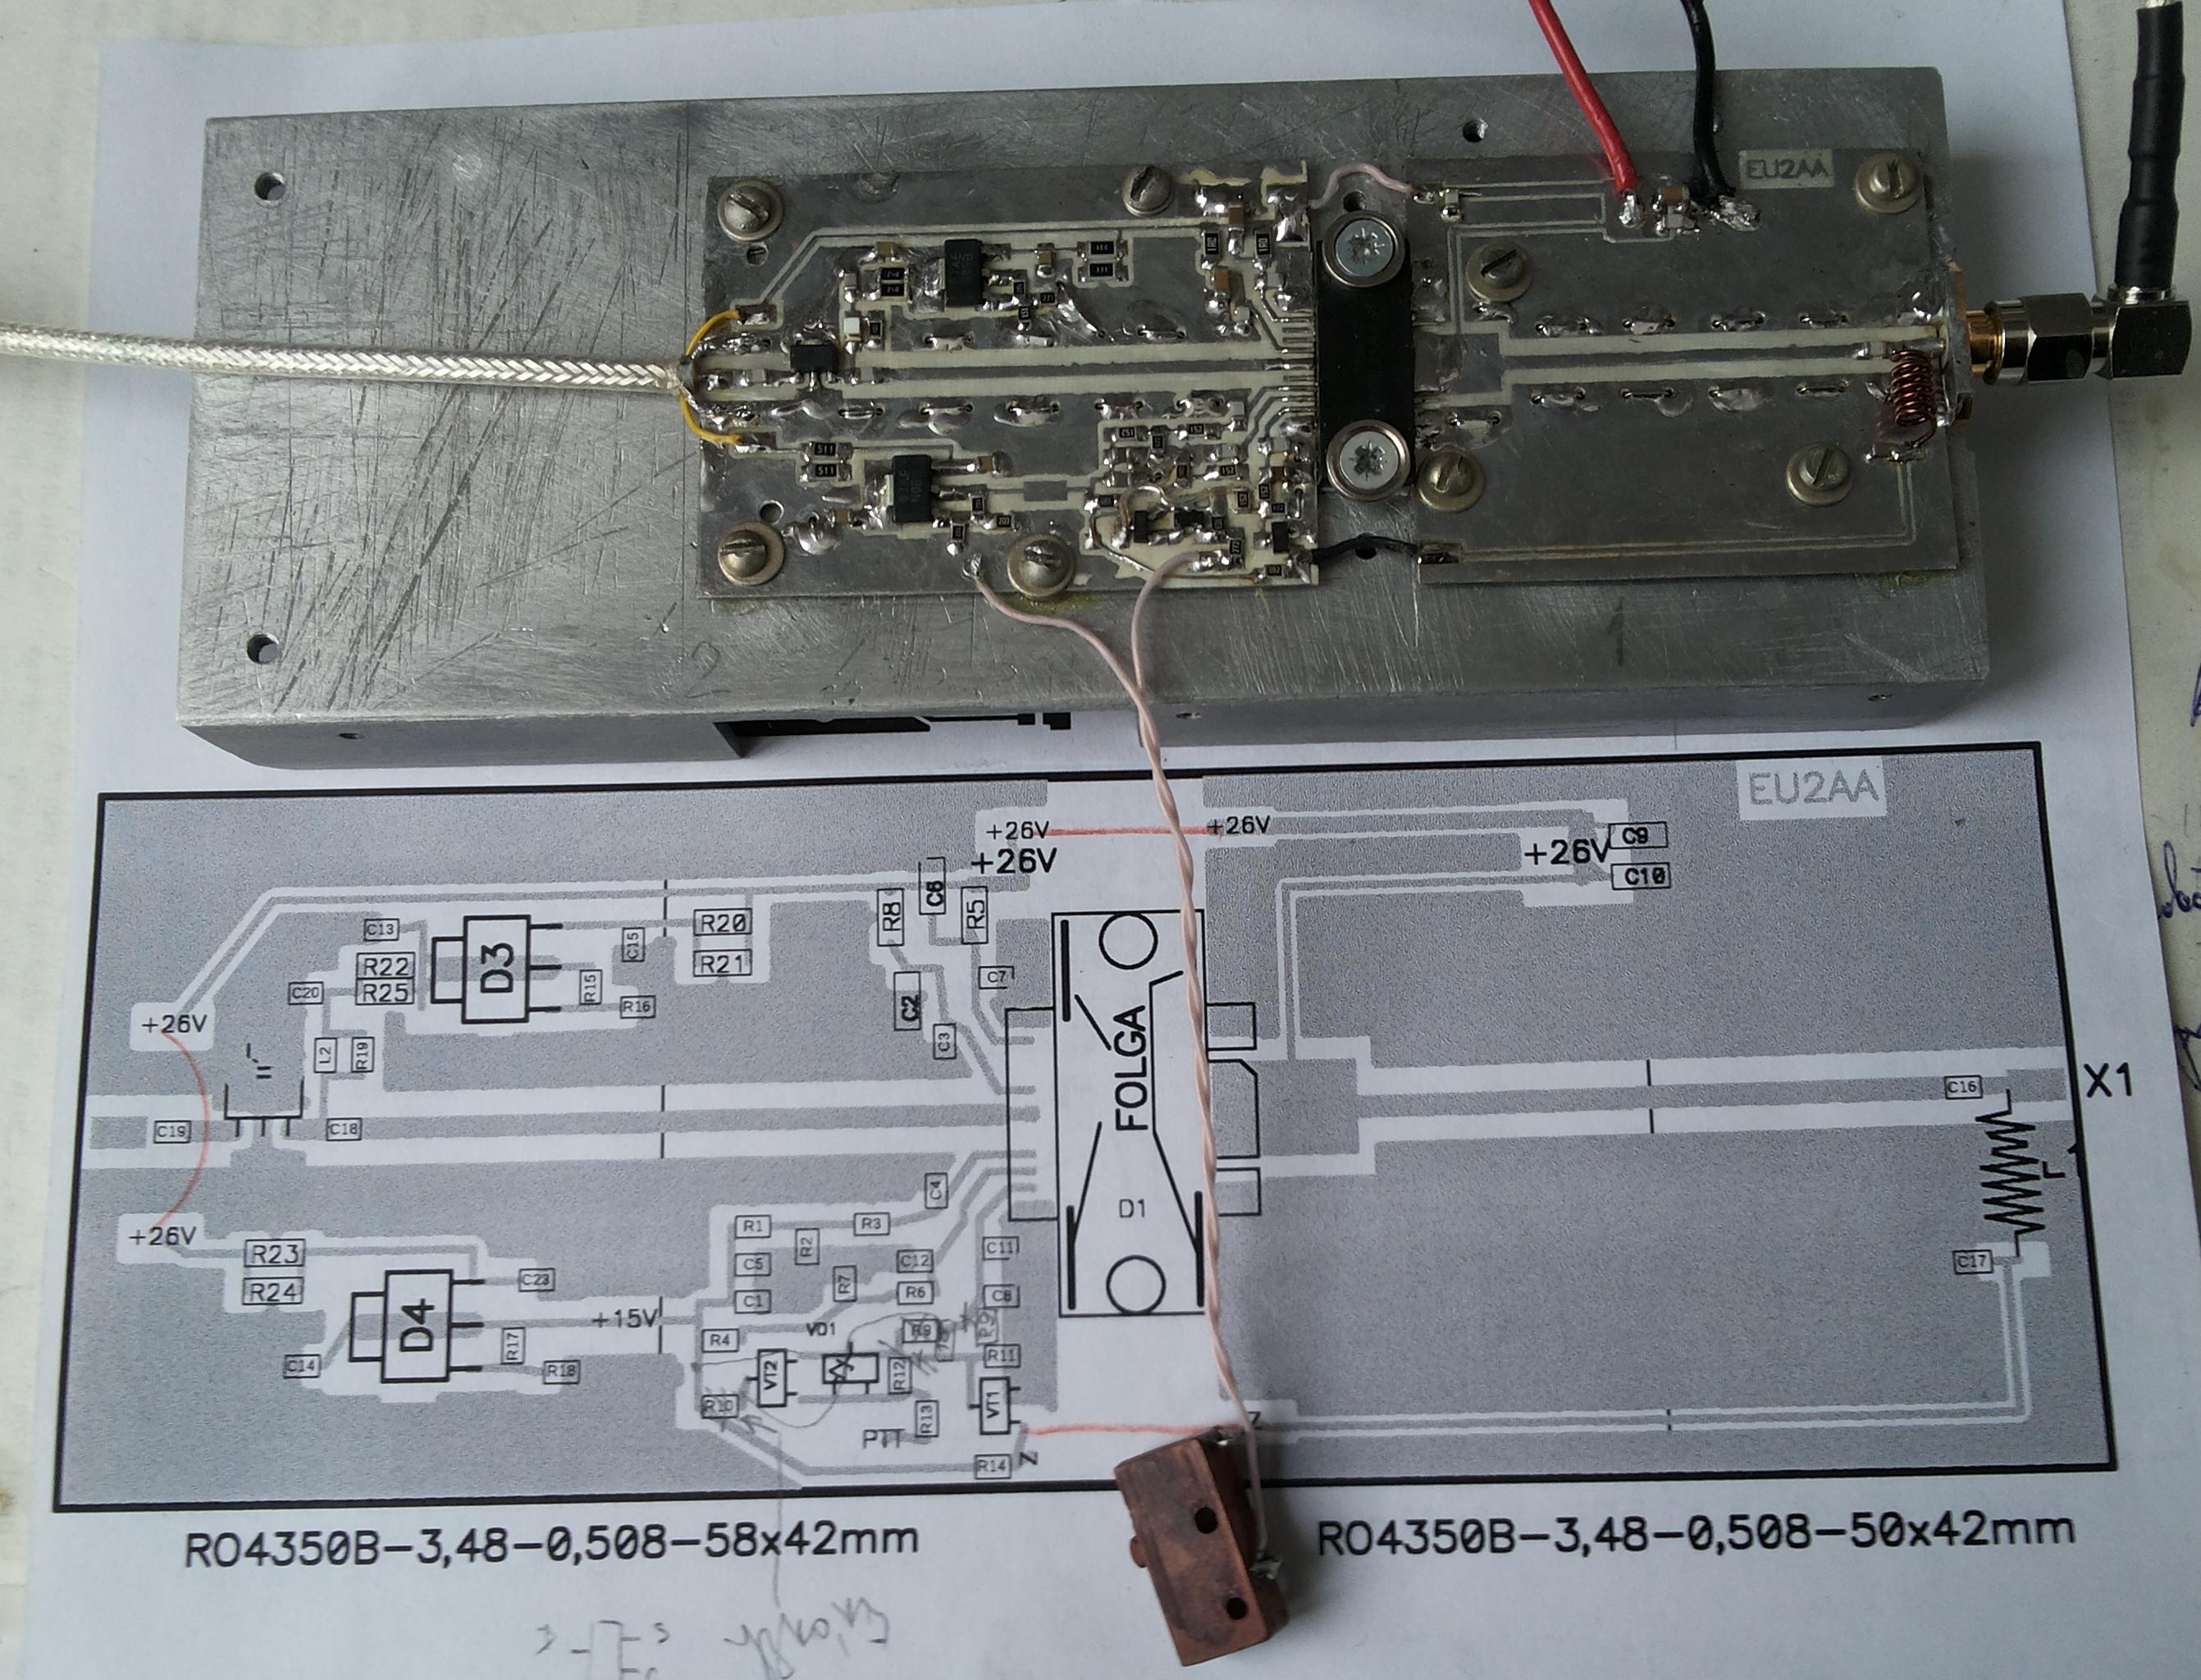 EU2AA
511
511
2
1
EU2AA
+26V
+26V
+26V
+26V
C9
C10
C6
R8
R5
C13
D3
C15
R20
R22
R21
R25
C20
R15
R16
C7
C2
C3
+26V
L2
R19
FOLGA
C16
X1
C19
C18
C4
D1
+26V
R1
R3
R2
R23
C5
C12
C11
C17
R24
C23
C1
R7
R6
C8
D4
+15V
R4
VD1
R9
R17
R11
C14
R18
VT2
R12
R10
R13
VT1
PTT
Z
Z
R14
RO4350B-3,48-0,508-58x42mm
RO4350B-3,48-0,508-50x42mm